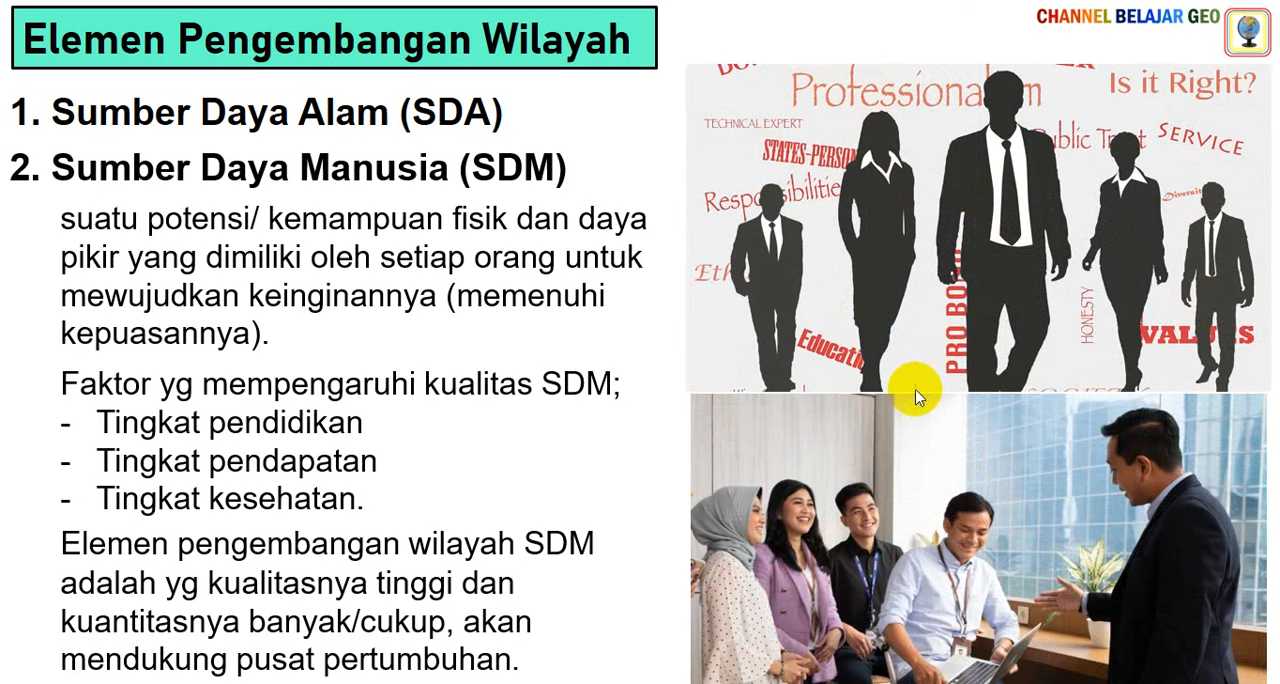 Elemen Pengembangan Wilayah
CHANNEL BELAJAR GEO
1. Sumber Daya Alam (SDA)
2. Sumber Daya Manusia (SDM)
suatu potensi/ kemampuan fisik dan daya
pikir yang dimiliki oleh setiap orang untuk
mewujudkan keinginannya (memenuhi
kepuasannya).
Faktor yg mempengaruhi kualitas SDM;
- Tingkat pendidikan
- Tingkat pendapatan
- Tingkat kesehatan.
Elemen pengembangan wilayah SDM
adalah yg kualitasnya tinggi dan
kuantitasnya banyak/cukup, akan
mendukung pusat pertumbuhan.
Is it Right?
TECHNICAL EXPERT
SERVICE
HONESTY